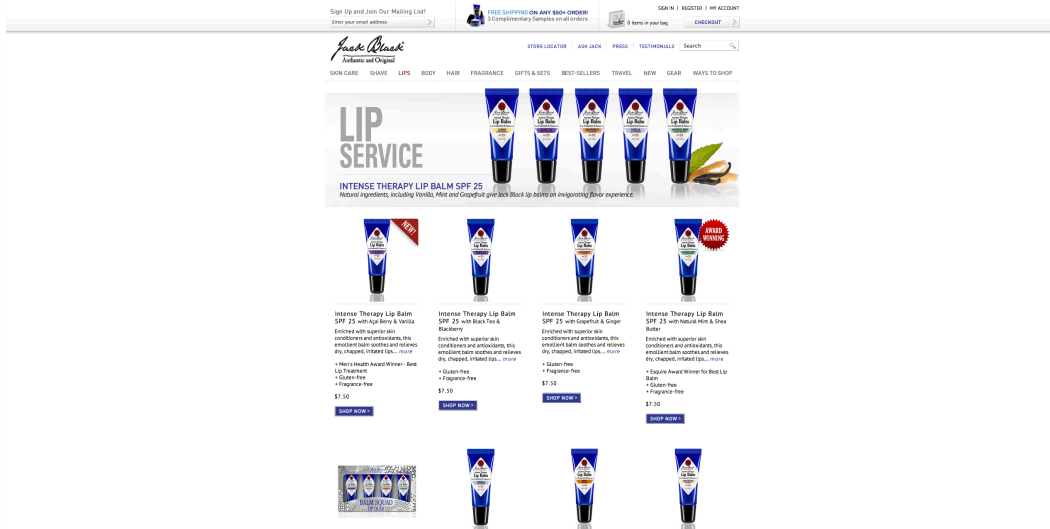 Sign Up and Join Our Mailing List!
Enter your email address
FREE SHIPPING ON ANY $50+ ORDER!
3 Complimentary Samples on all orders
SIGN IN | REGISTER | MY ACCOUNT
0 items in your bag
CHECKOUT
Jack Black
Authentic and Original
STORE LOCATOR
ASK JACK
PRESS
TESTIMONIALS
Search
SKIN CARE
SHAVE
LIPS
BODY
HAIR
FRAGRANCE
GIFTS & SETS
BEST-SELLERS
TRAVEL
NEW
GEAR
WAYS TO SHOP
LIP
SERVICE
INTENSE THERAPY LIP BALM SPF 25
Natural ingredients, including Vanilla, Mint and Grapefruit give Jack Black lip balms an invigorating flavor experience.
NEW!
Intense Therapy Lip Balm
SPF 25 with Açai Berry & Vanilla
Enriched with superior skin
conditioners and antioxidants, this
emollient balm soothes and relieves
dry, chapped, irritated lips... more
+ Men's Health Award Winner - Best
Lip Treatment
+ Gluten-free
+ Fragrance-free
$7.50
SHOP NOW >
Intense Therapy Lip Balm
SPF 25 with Black Tea &
Blackberry
Enriched with superior skin
conditioners and antioxidants, this
emollient balm soothes and relieves
dry, chapped, irritated lips... more
+ Gluten-free
+ Fragrance-free
$7.50
SHOP NOW >
Intense Therapy Lip Balm
SPF 25 with Grapefruit & Ginger
Enriched with superior skin
conditioners and antioxidants, this
emollient balm soothes and relieves
dry, chapped, irritated lips... more
+ Gluten-free
+ Fragrance-free
$7.50
SHOP NOW >
AWARD
WINNING
Intense Therapy Lip Balm
SPF 25 with Natural Mint & Shea
Butter
Enriched with superior skin
conditioners and antioxidants, this
emollient balm soothes and relieves
dry, chapped, irritated lips... more
+ Esquire Award Winner for Best Lip
Balm
+ Gluten-free
+ Fragrance-free
$7.50
SHOP NOW >
BALM SQUAD